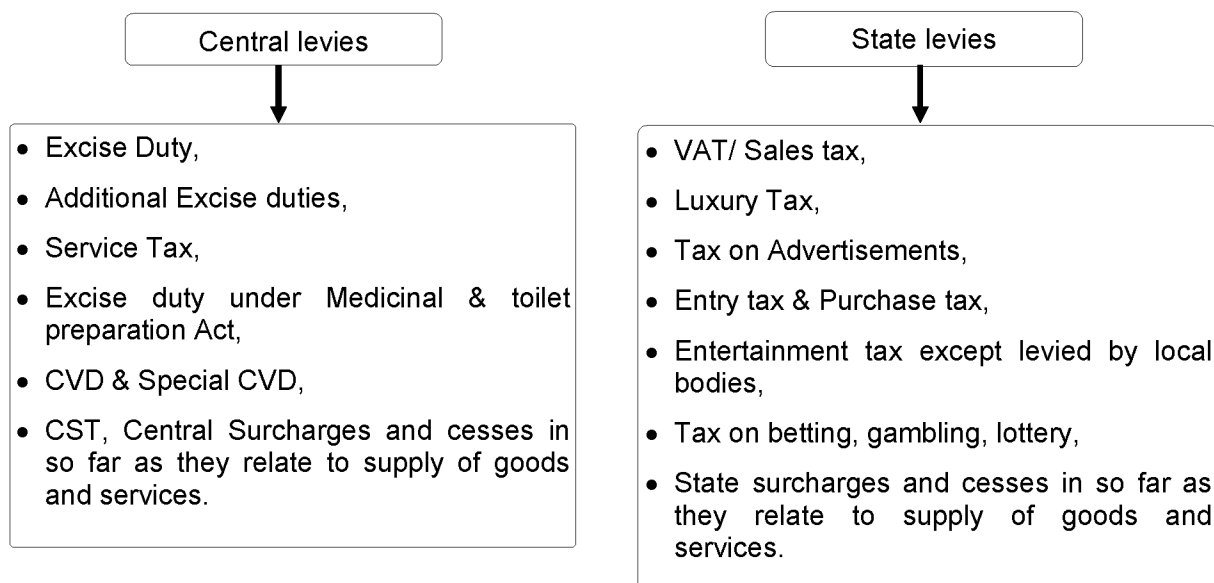 Central levies
• Excise Duty,
• Additional Excise duties,
• Service Tax,
• Excise duty under Medicinal & toilet
preparation Act,
• CVD & Special CVD,
• CST, Central Surcharges and cesses in
so far as they relate to supply of goods
and services.
State levies
• VAT/ Sales tax,
• Luxury Tax,
• Tax on Advertisements,
• Entry tax & Purchase tax,
• Entertainment tax except levied by local
bodies,
• Tax on betting, gambling, lottery,
• State surcharges and cesses in so far as
they relate to supply of goods and
services.